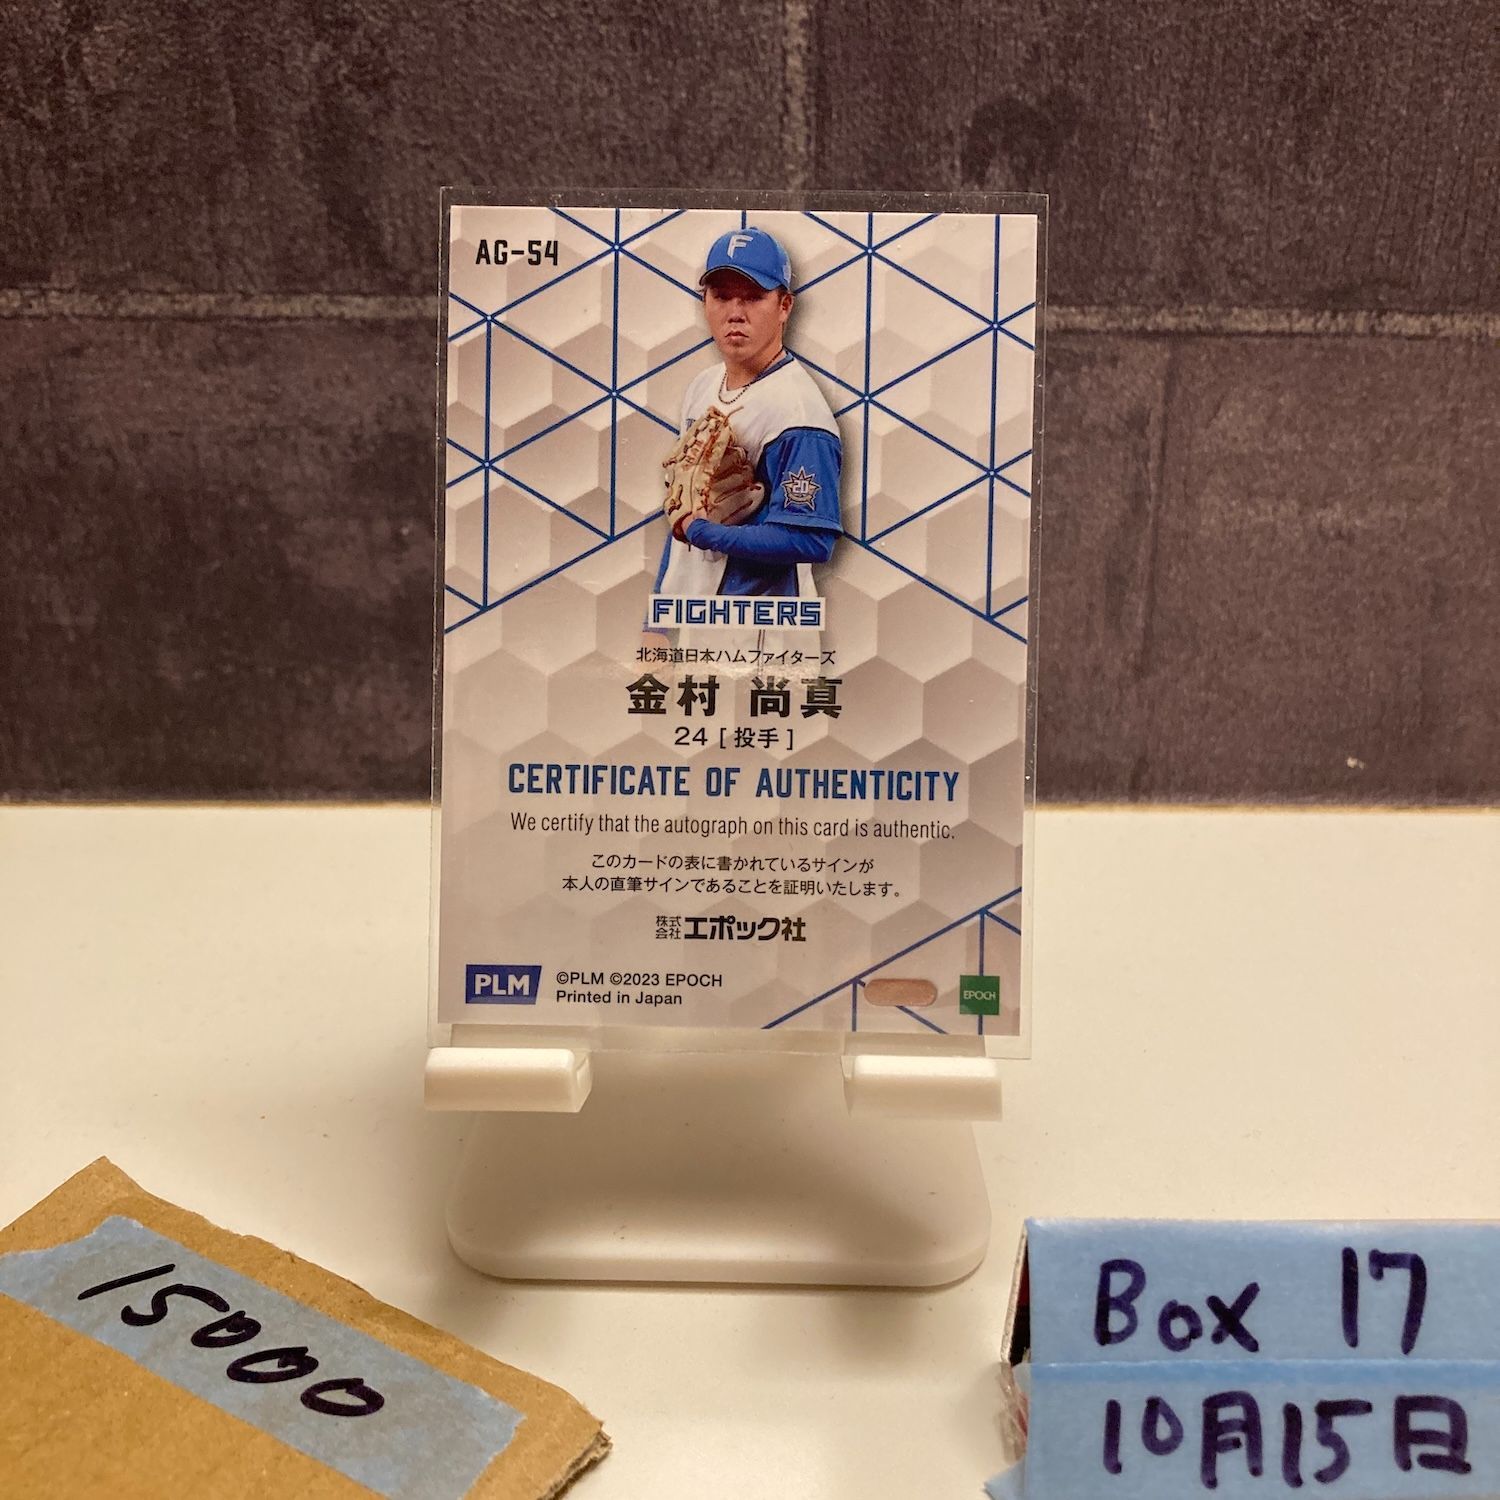 AG-54
F
20
FIGHTERS
北海道日本ハムファイターズ
金村 尚真
24 [ 投手 ]
CERTIFICATE OF AUTHENTICITY
We certify that the autograph on this card is authentic.
このカードの表に書かれているサインが
本人の直筆サインであることを証明いたします。
株式会社エポック社
PLM
©PLM ©2023 EPOCH
Printed in Japan
EPOCH
15000
Box 17
10月15日